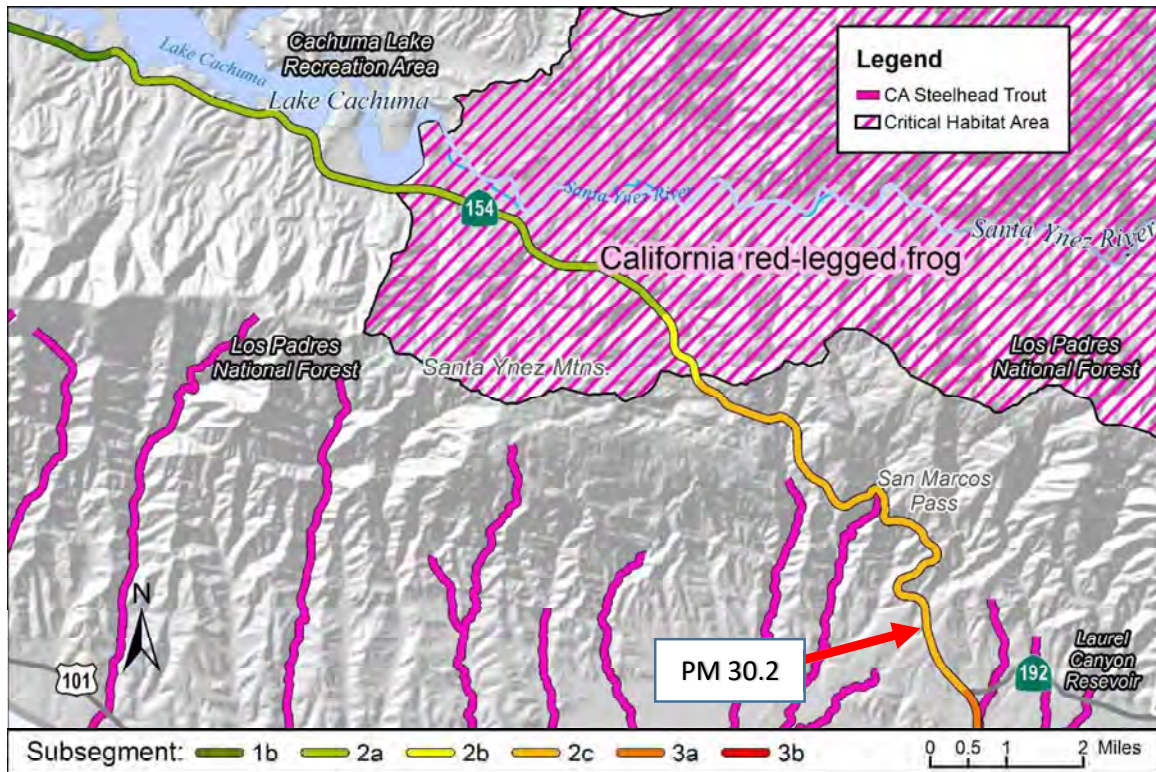 Cachuma Lake
Recreation Area
Lake Cachuma
Lake Cachuma
Legend
CA Steelhead Trout
Critical Habitat Area
154
Santa Ynez River
Santa Ynez River
California red-legged frog
Los Padres
National Forest
Santa Ynez Mtns.
Los Padres
National Forest
San Marcos
Pass
N
101
PM 30.2
192
Laurel
Canyon
Resevoir
Subsegment: 1b 2a 2b 2c 3a 3b
0 0.5 1 2 Miles